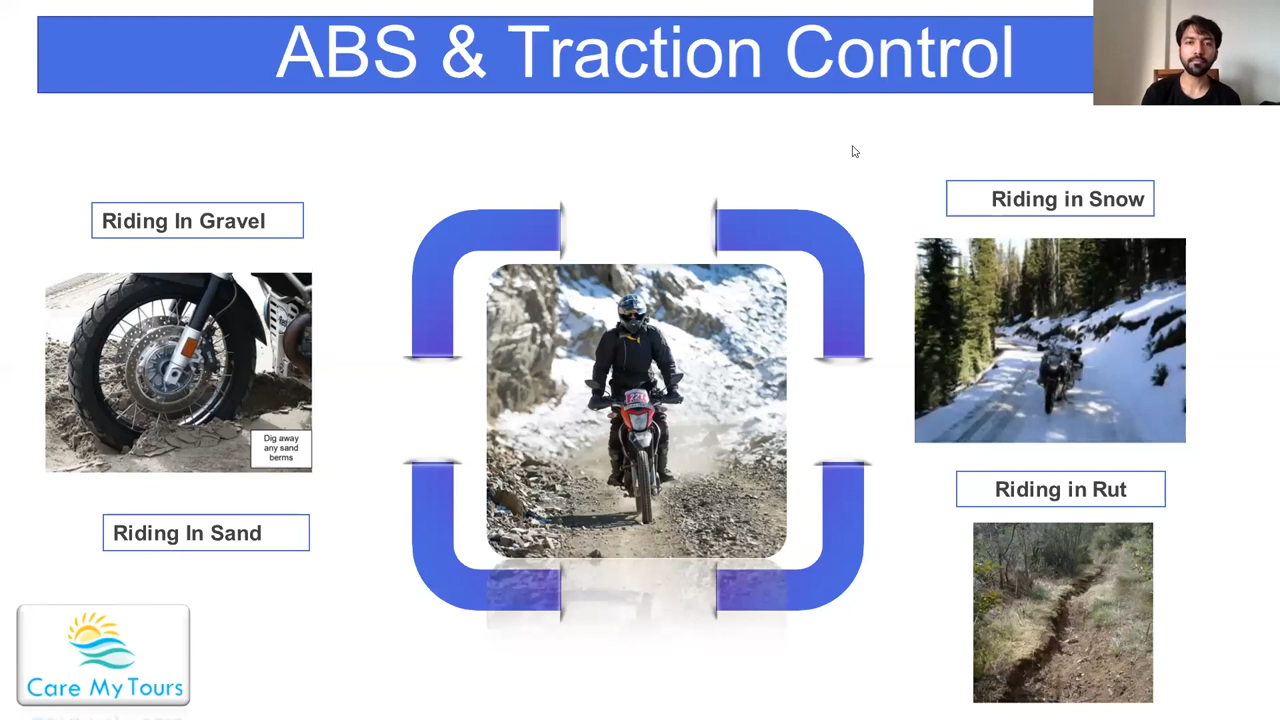 ABS & Traction Control
Riding In Gravel
Dig away
any sand
berms
Riding In Sand
Riding in Snow
Riding in Rut
Care My Tours